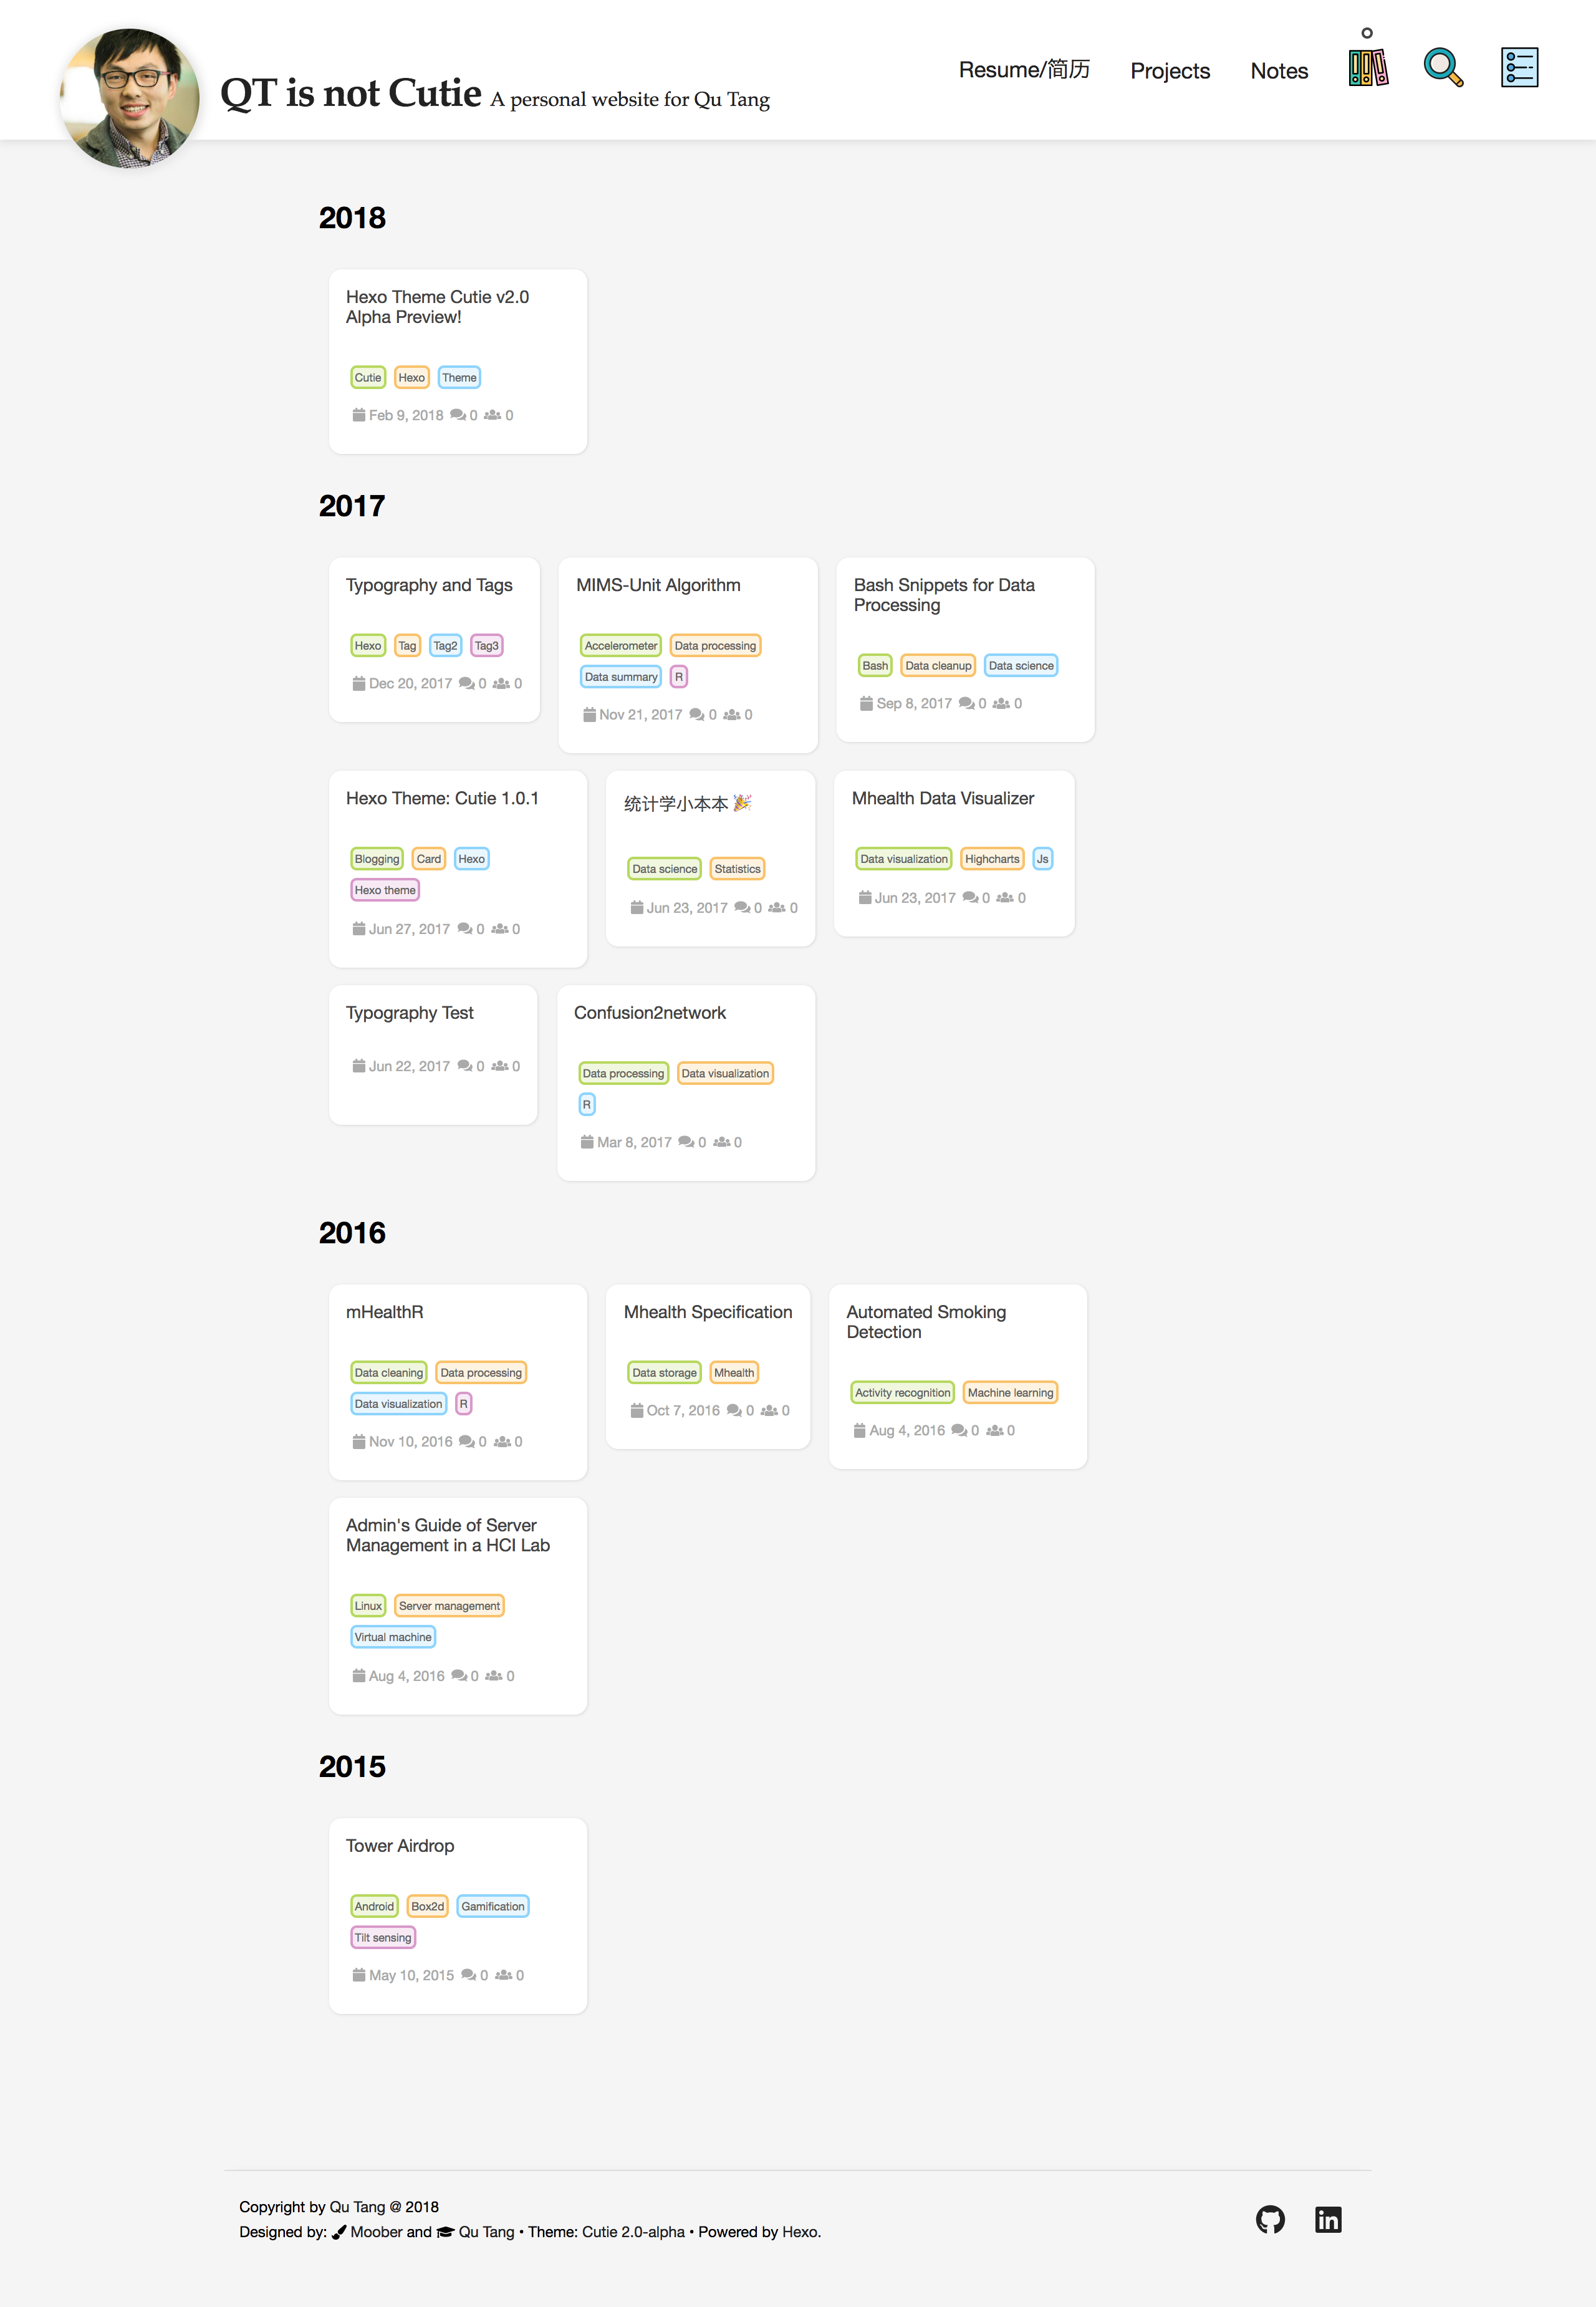 QT is not Cutie A personal website for Qu Tang
Resume/简历 Projects Notes
2018
Hexo Theme Cutie v2.0
Alpha Preview!
Cutie Hexo Theme
Feb 9, 2018 0 0
2017
Typography and Tags
Hexo Tag Tag2 Tag3
Dec 20, 2017 0 0
MIMS-Unit Algorithm
Accelerometer Data processing
Data summary R
Nov 21, 2017 0 0
Bash Snippets for Data
Processing
Bash Data cleanup Data science
Sep 8, 2017 0 0
Hexo Theme: Cutie 1.0.1
Blogging Card Hexo
Hexo theme
Jun 27, 2017 0 0
统计学小本本 🎉
Data science Statistics
Jun 23, 2017 0 0
Mhealth Data Visualizer
Data visualization Highcharts Js
Jun 23, 2017 0 0
Typography Test
Jun 22, 2017 0 0
Confusion2network
Data processing Data visualization
R
Mar 8, 2017 0 0
2016
mHealthR
Data cleaning Data processing
Data visualization R
Nov 10, 2016 0 0
Mhealth Specification
Data storage Mhealth
Oct 7, 2016 0 0
Automated Smoking
Detection
Activity recognition Machine learning
Aug 4, 2016 0 0
Admin's Guide of Server
Management in a HCI Lab
Linux Server management
Virtual machine
Aug 4, 2016 0 0
2015
Tower Airdrop
Android Box2d Gamification
Tilt sensing
May 10, 2015 0 0
Copyright by Qu Tang @ 2018
Designed by: Moober and Qu Tang • Theme: Cutie 2.0-alpha • Powered by Hexo.
in